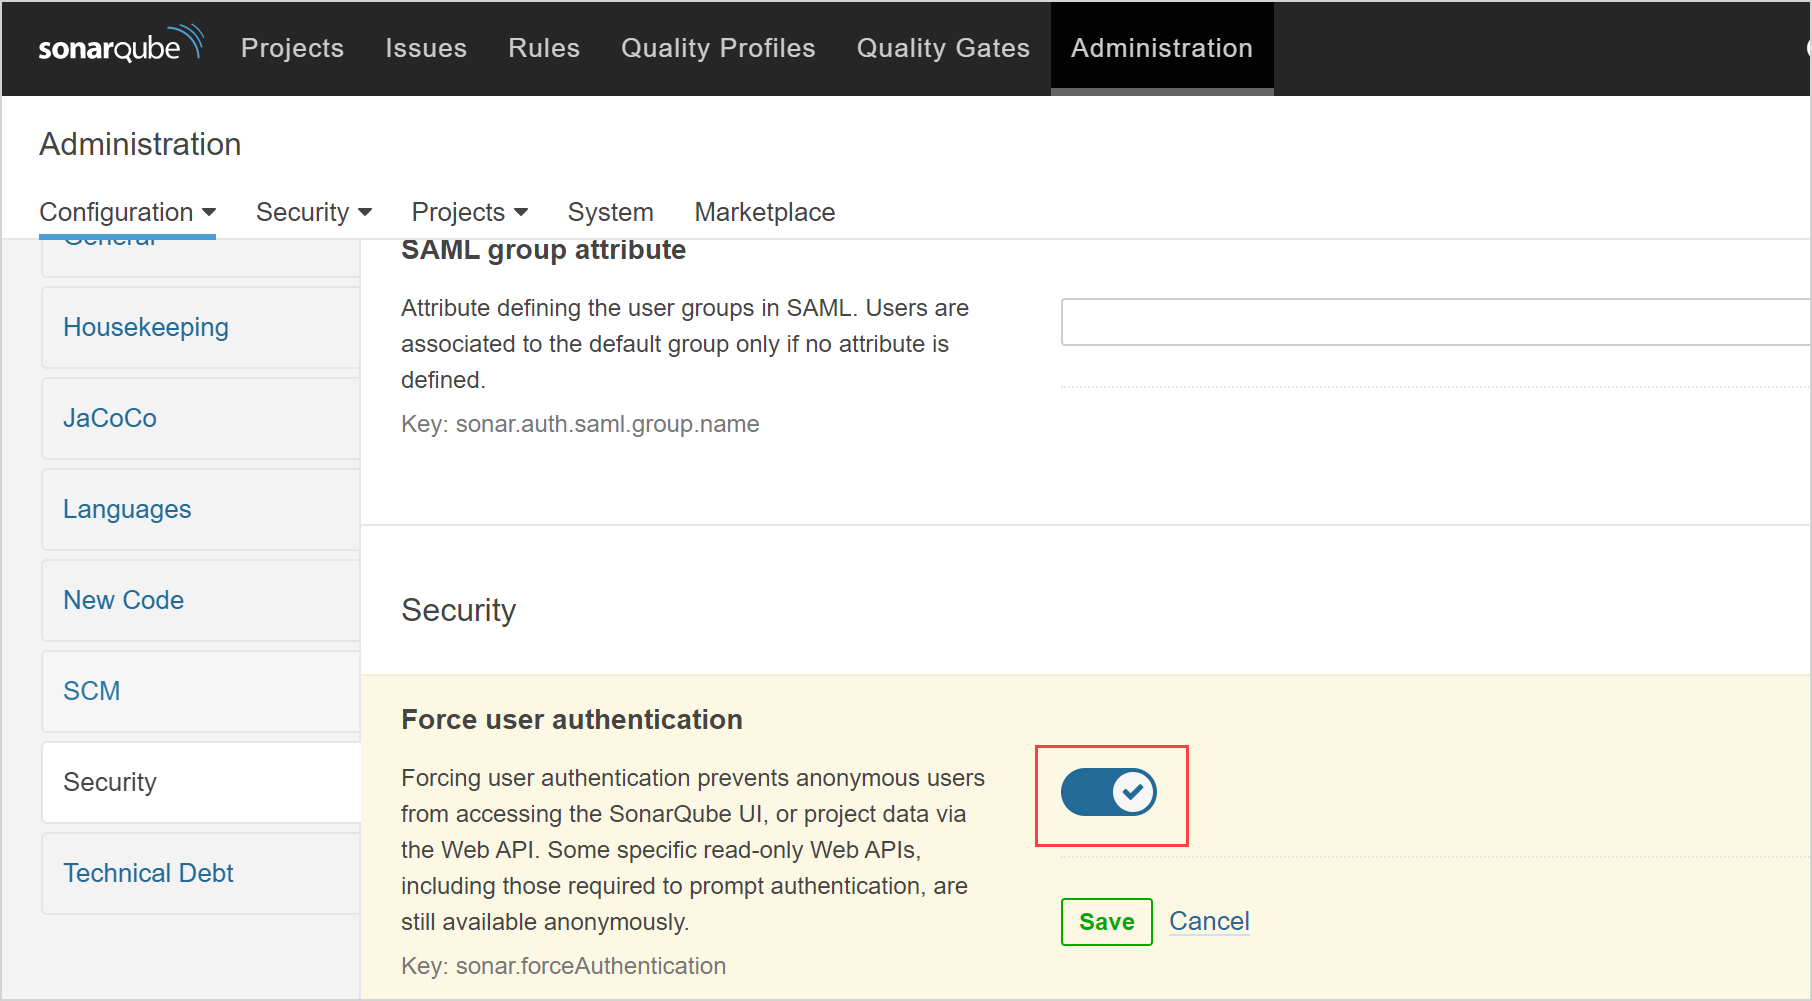 sonarqube Projects Issues Rules Quality Profiles Quality Gates Administration
Administration
Configuration Security Projects System Marketplace
General
Housekeeping
JaCoCo
Languages
New Code
SCM
Security
Technical Debt
SAML group attribute
Attribute defining the user groups in SAML. Users are
associated to the default group only if no attribute is
defined.
Key: sonar.auth.saml.group.name
Security
Force user authentication
Forcing user authentication prevents anonymous users
from accessing the SonarQube UI, or project data via
the Web API. Some specific read-only Web APIs,
including those required to prompt authentication, are
still available anonymously.
Key: sonar.forceAuthentication
Save Cancel